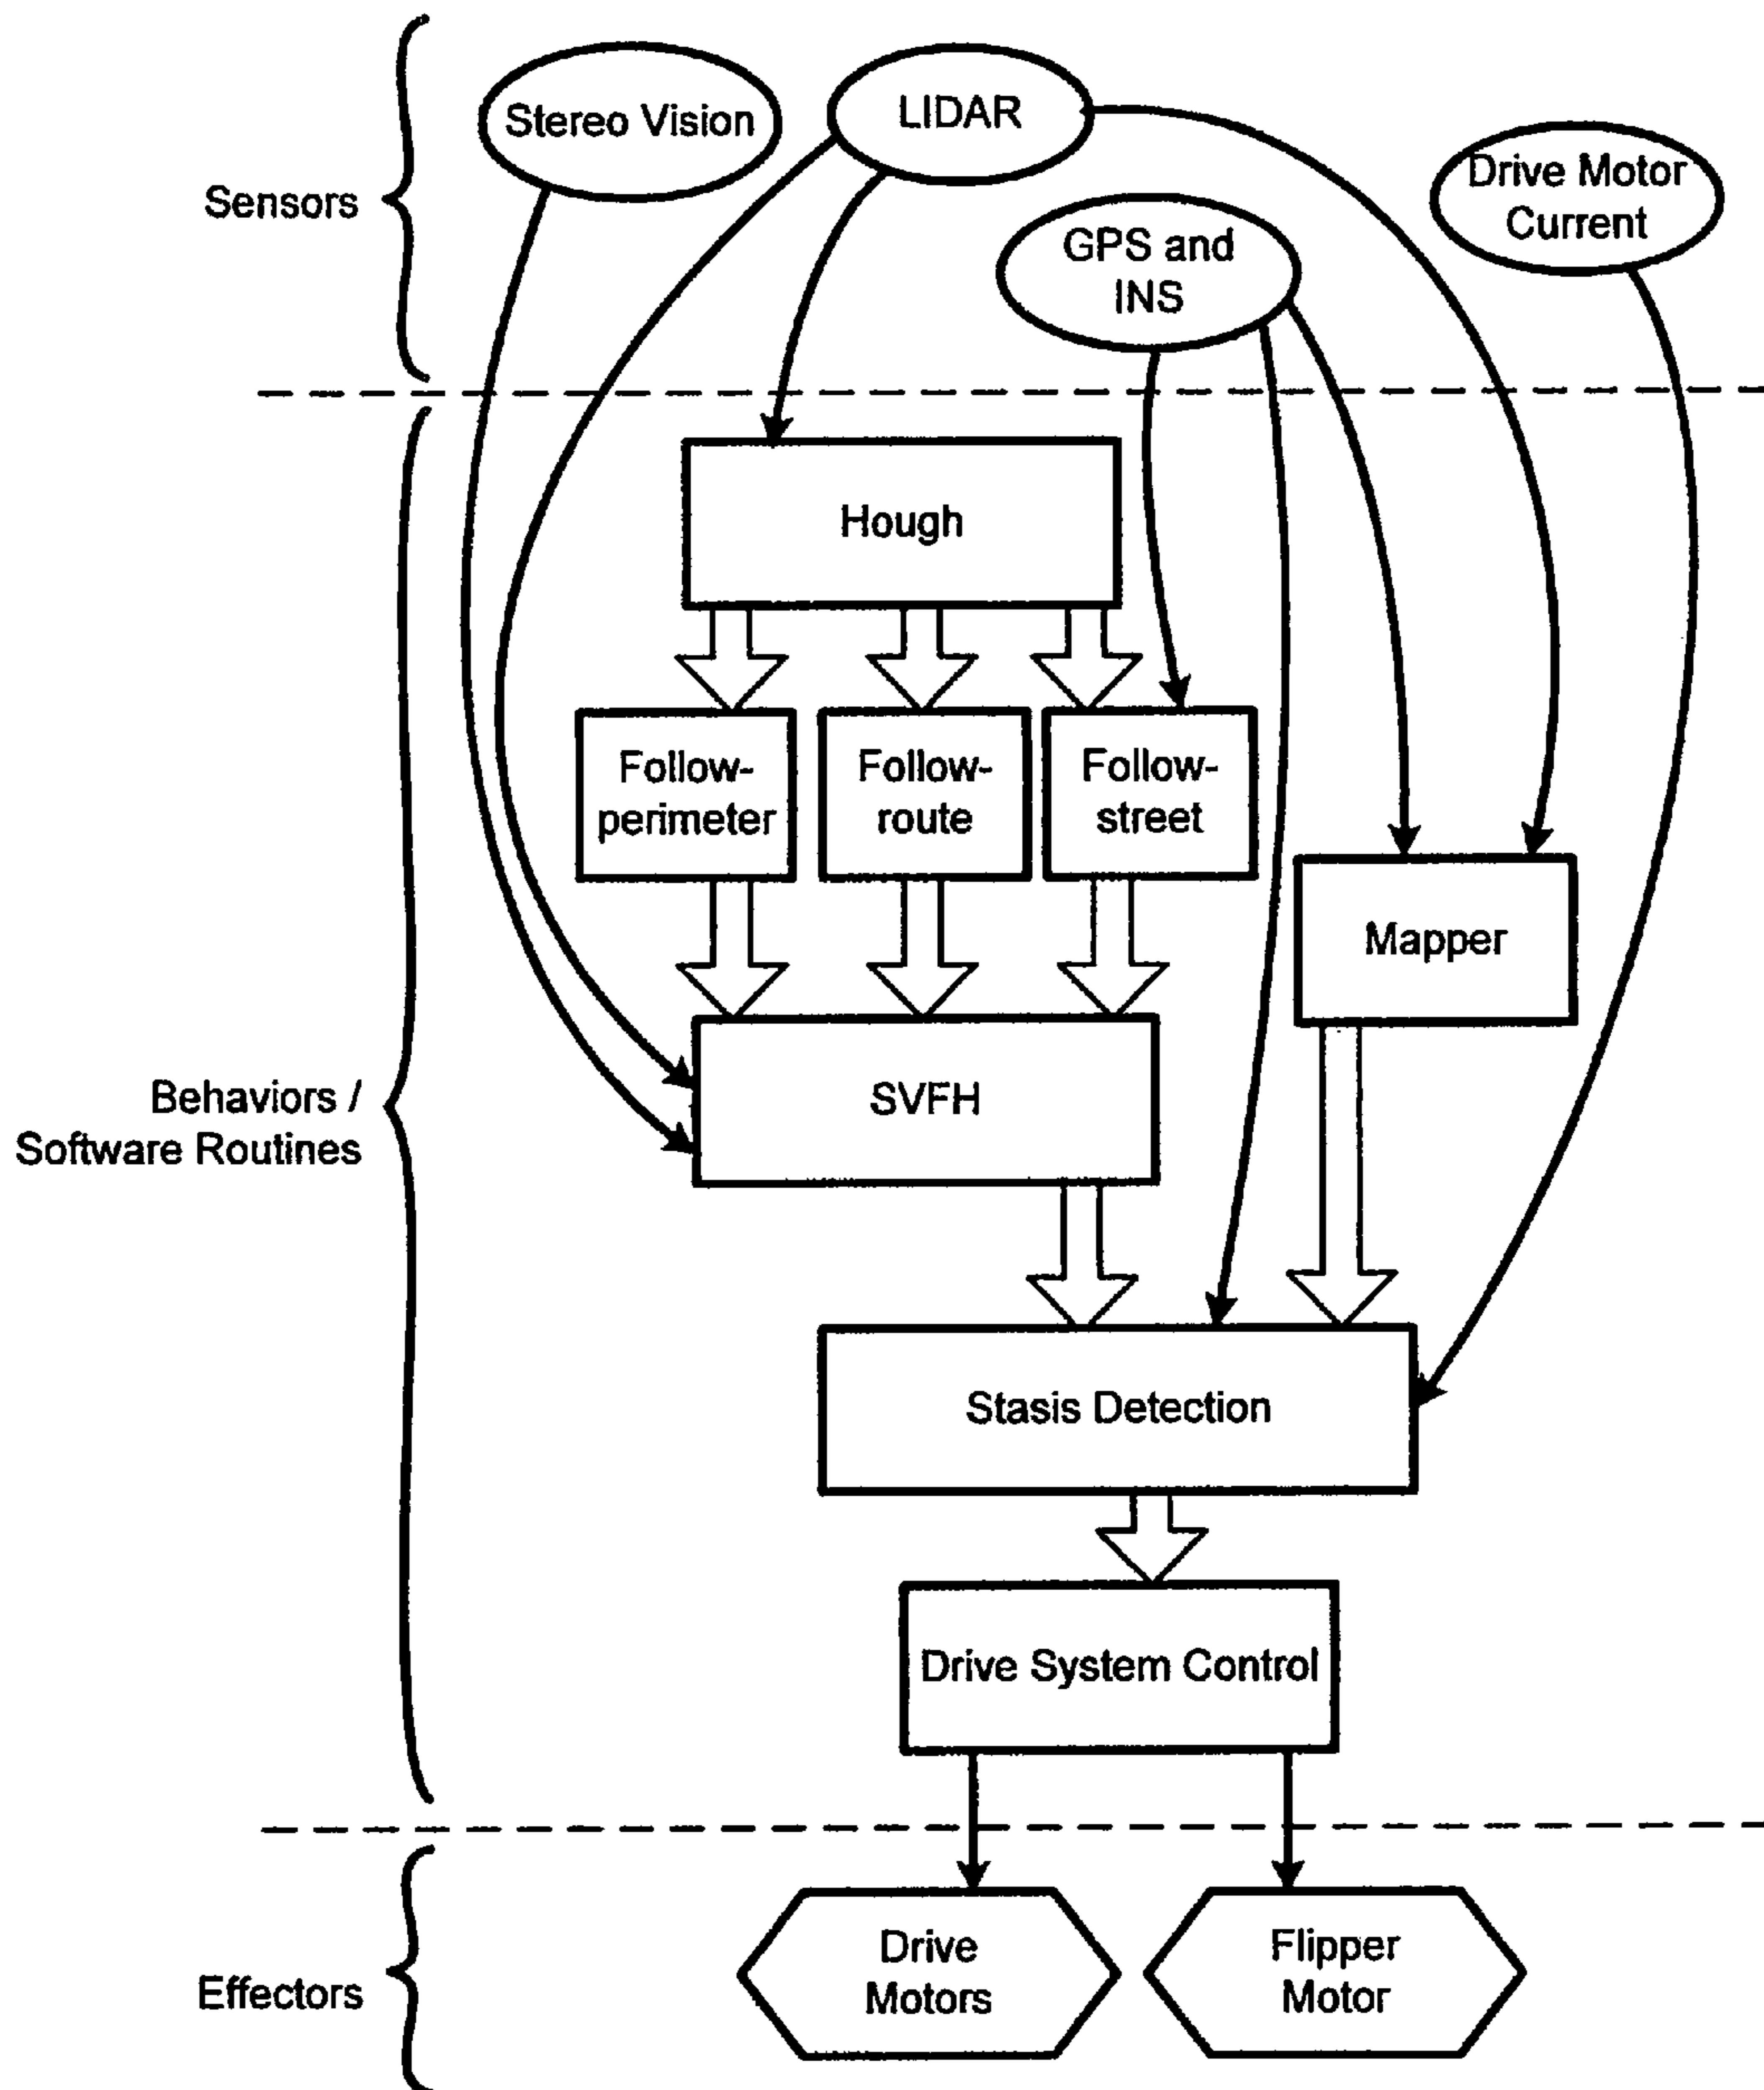 Stereo Vision
LIDAR
Drive Motor
Current
Sensors
GPS and
INS
Hough
Follow-
perimeter
Follow-
route
Follow-
street
Mapper
Behaviors /
Software Routines
SVFH
Stasis Detection
Drive System Control
Effectors
Drive
Motors
Flipper
Motor